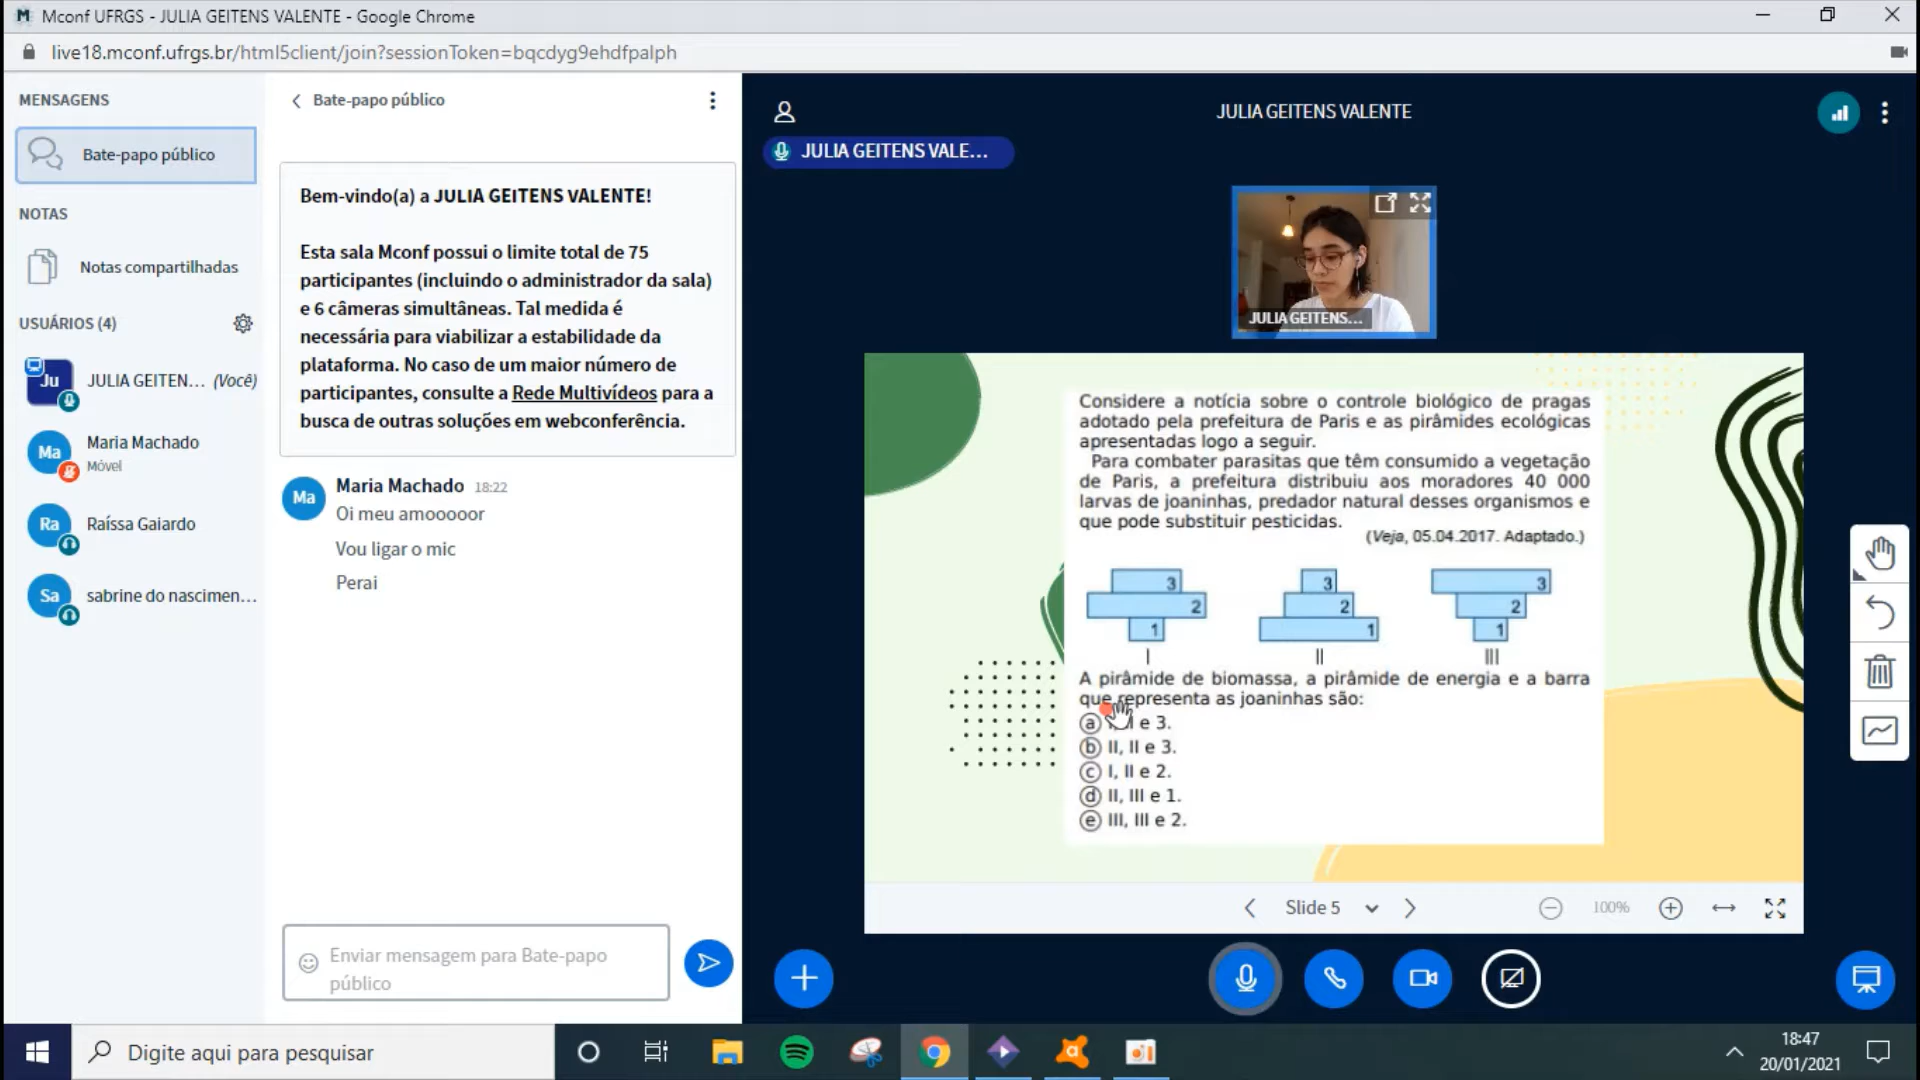 Mconf UFRGS - JULIA GEITENS VALENTE - Google Chrome
live18.mconf.ufrgs.br/html5client/join?sessionToken=bqcdyg9ehdfpalph
MENSAGENS
Bate-papo público
NOTAS
Notas compartilhadas
USUÁRIOS (4)
Ju
JULIA GEITEN... (Você)
Ma
Maria Machado
Móvel
Ra
Raíssa Gaiardo
Sa
sabrine do nascimen...
Bate-papo público
Bem-vindo(a) a JULIA GEITENS VALENTE!
Esta sala Mconf possui o limite total de 75
participantes (incluindo o administrador da sala)
e 6 câmeras simultâneas. Tal medida é
necessária para viabilizar a estabilidade da
plataforma. No caso de um maior número de
participantes, consulte a Rede Multivídeos para a
busca de outras soluções em webconferência.
Ma
Maria Machado 18:22
Oi meu amooooor
Vou ligar o mic
Perai
Enviar mensagem para Bate-papo
público
JULIA GEITENS VALENTE
JULIA GEITENS VALE...
JULIA GEITENS...
Considere a notícia sobre o controle biológico de pragas
adotado pela prefeitura de Paris e as pirâmides ecológicas
apresentadas logo a seguir.
Para combater parasitas que têm consumido a vegetação
de Paris, a prefeitura distribuiu aos moradores 40 000
larvas de joaninhas, predador natural desses organismos e
que pode substituir pesticidas.
(Veja, 05.04.2017. Adaptado.)
3
2
1
I
3
2
1
II
3
2
1
III
A pirâmide de biomassa, a pirâmide de energia e a barra
que representa as joaninhas são:
a e 3.
b II, II e 3.
c I, II e 2.
d II, III e 1.
e III, III e 2.
Slide 5
100%
Digite aqui para pesquisar
18:47
20/01/2021